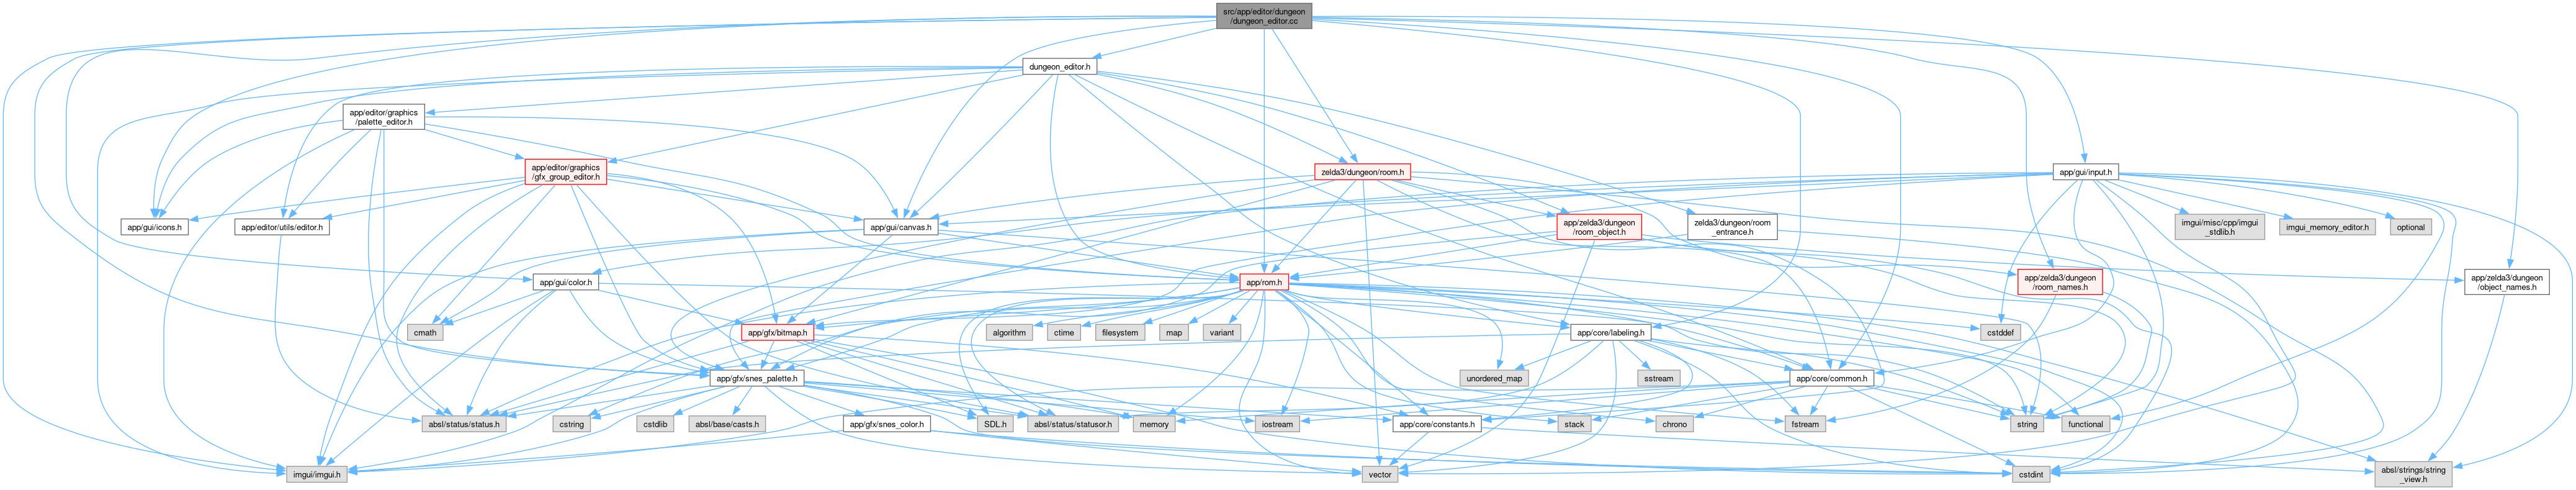 src/app/editor/dungeon
/dungeon_editor.cc
dungeon_editor.h
app/editor/graphics
/palette_editor.h
app/editor/graphics
/gfx_group_editor.h
zelda3/dungeon/room.h
app/gui/input.h
app/gui/icons.h
app/editor/utils/editor.h
app/gui/canvas.h
app/zelda3/dungeon
/room_object.h
zelda3/dungeon/room
_entrance.h
imgui/misc/cpp/imgui
_stdlib.h
imgui_memory_editor.h
optional
app/gui/color.h
app/rom.h
app/zelda3/dungeon
/room_names.h
app/zelda3/dungeon
/object_names.h
cmath
app/gfx/bitmap.h
algorithm
ctime
filesystem
map
variant
app/core/labeling.h
cstddef
app/gfx/snes_palette.h
unordered_map
sstream
app/core/common.h
absl/status/status.h
cstring
cstdlib
absl/base/casts.h
app/gfx/snes_color.h
SDL.h
absl/status/statusor.h
memory
iostream
app/core/constants.h
stack
chrono
fstream
string
functional
imgui/imgui.h
vector
cstdint
absl/strings/string
_view.h